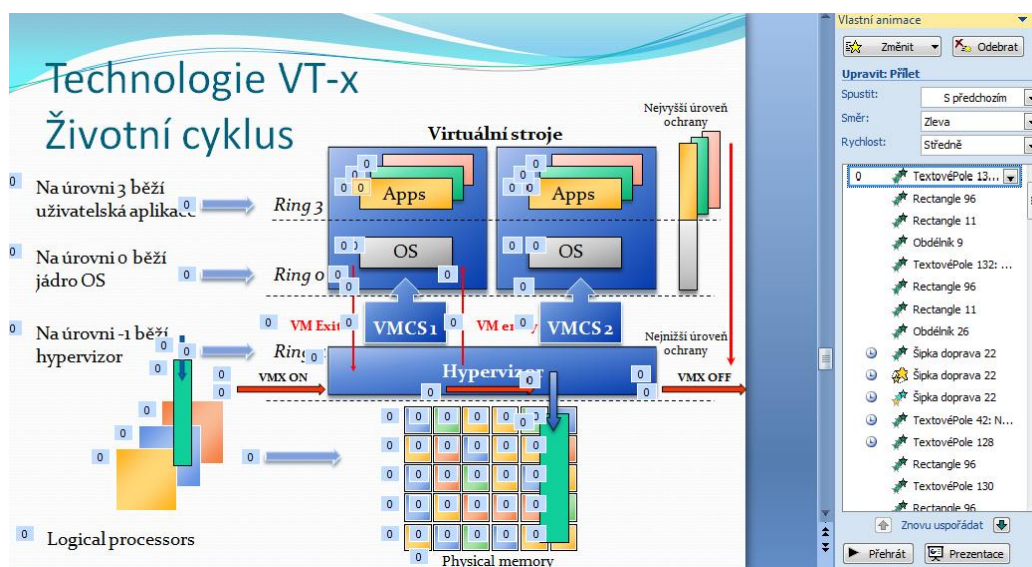 Technologie VT-x
Životní cyklus
Na úrovni 3 běží
uživatelská aplikace
Na úrovni 0 běží
jádro OS
Na úrovni -1 běží
hypervizor
Logical processors
Virtuální stroje
Nejvyšší úroveň
ochrany
Ring 3
Apps
Apps
Ring 0
OS
OS
VM Exit
VMCS 1
VM entry
VMCS 2
Nejnižší úroveň
ochrany
Ring
Hypervizor
VMX ON
VMX OFF
Physical memory
Vlastní animace
Změnit
Odebrat
Upravit: Přílet
Spustit:
S předchozím
Směr:
Zleva
Rychlost:
Středně
0 TextovéPole 13...
Rectangle 96
Rectangle 11
Obdélník 9
TextovéPole 132: ...
Rectangle 96
Rectangle 11
Obdélník 26
Šipka doprava 22
Šipka doprava 22
Šipka doprava 22
TextovéPole 42: N...
TextovéPole 128
Rectangle 96
TextovéPole 130
Rectangle 96
Znovu uspořádat
Přehrát
Prezentace